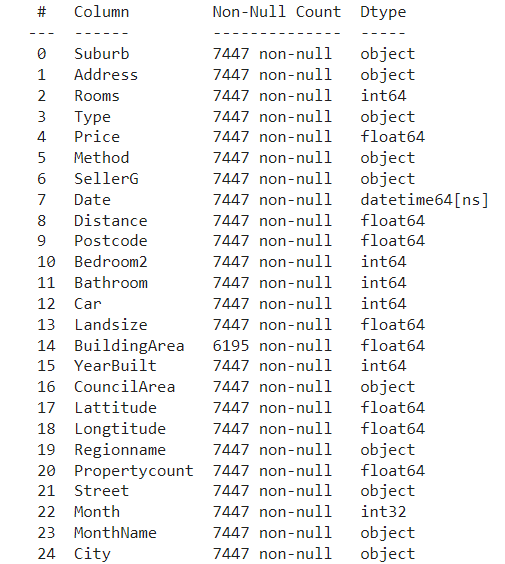 #   Column         Non-Null Count  Dtype
---  ------         --------------  -----
 0   Suburb         7447 non-null   object
 1   Address        7447 non-null   object
 2   Rooms          7447 non-null   int64
 3   Type           7447 non-null   object
 4   Price          7447 non-null   float64
 5   Method         7447 non-null   object
 6   SellerG        7447 non-null   object
 7   Date           7447 non-null   datetime64[ns]
 8   Distance       7447 non-null   float64
 9   Postcode       7447 non-null   float64
 10  Bedroom2       7447 non-null   int64
 11  Bathroom       7447 non-null   int64
 12  Car            7447 non-null   int64
 13  Landsize       7447 non-null   float64
 14  BuildingArea   6195 non-null   float64
 15  YearBuilt      7447 non-null   int64
 16  CouncilArea    7447 non-null   object
 17  Lattitude      7447 non-null   float64
 18  Longtitude     7447 non-null   float64
 19  Regionname     7447 non-null   object
 20  Propertycount  7447 non-null   float64
 21  Street         7447 non-null   object
 22  Month          7447 non-null   int32
 23  MonthName      7447 non-null   object
 24  City           7447 non-null   object